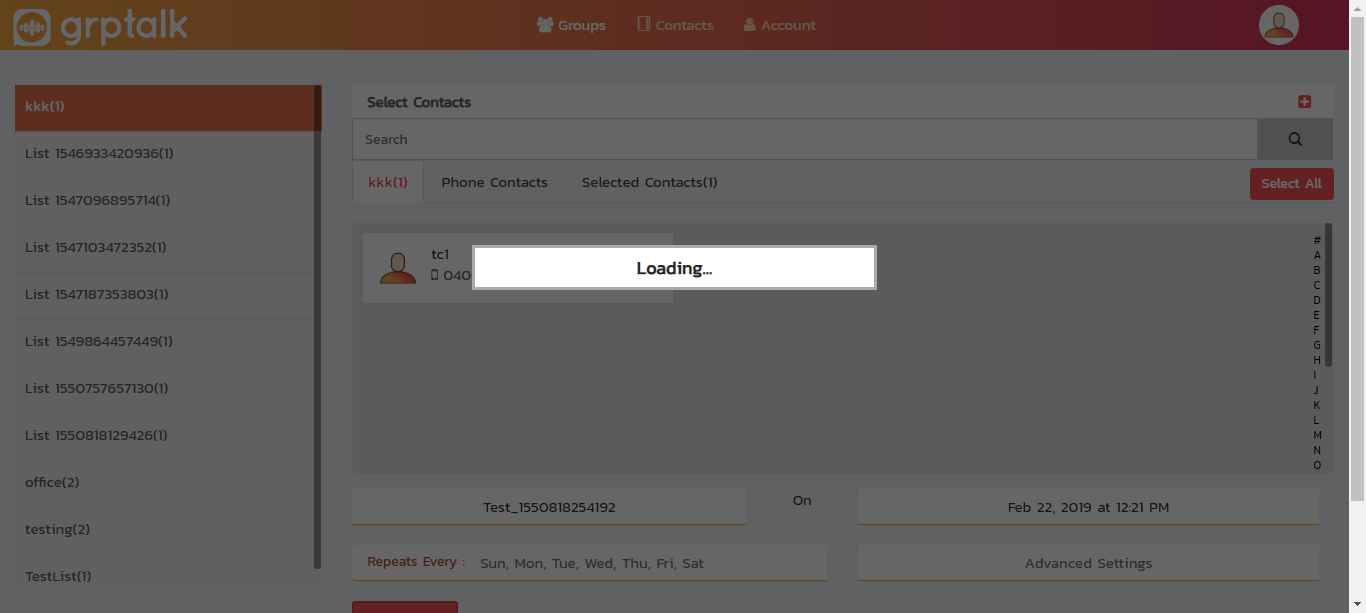 grptalk
Groups
Contacts
Account
kkk(1)
List 1546933420936(1)
List 1547096895714(1)
List 1547103472352(1)
List 1547187353803(1)
List 1549864457449(1)
List 1550757657130(1)
List 1550818129426(1)
office(2)
testing(2)
TestList(1)
Select Contacts
Search
kkk(1)
Phone Contacts
Selected Contacts(1)
Select All
tc1
040
Loading...
#
A
B
C
D
E
F
G
H
I
J
K
L
M
N
O
Test_1550818254192
On
Feb 22, 2019 at 12:21 PM
Repeats Every :
Sun, Mon, Tue, Wed, Thu, Fri, Sat
Advanced Settings